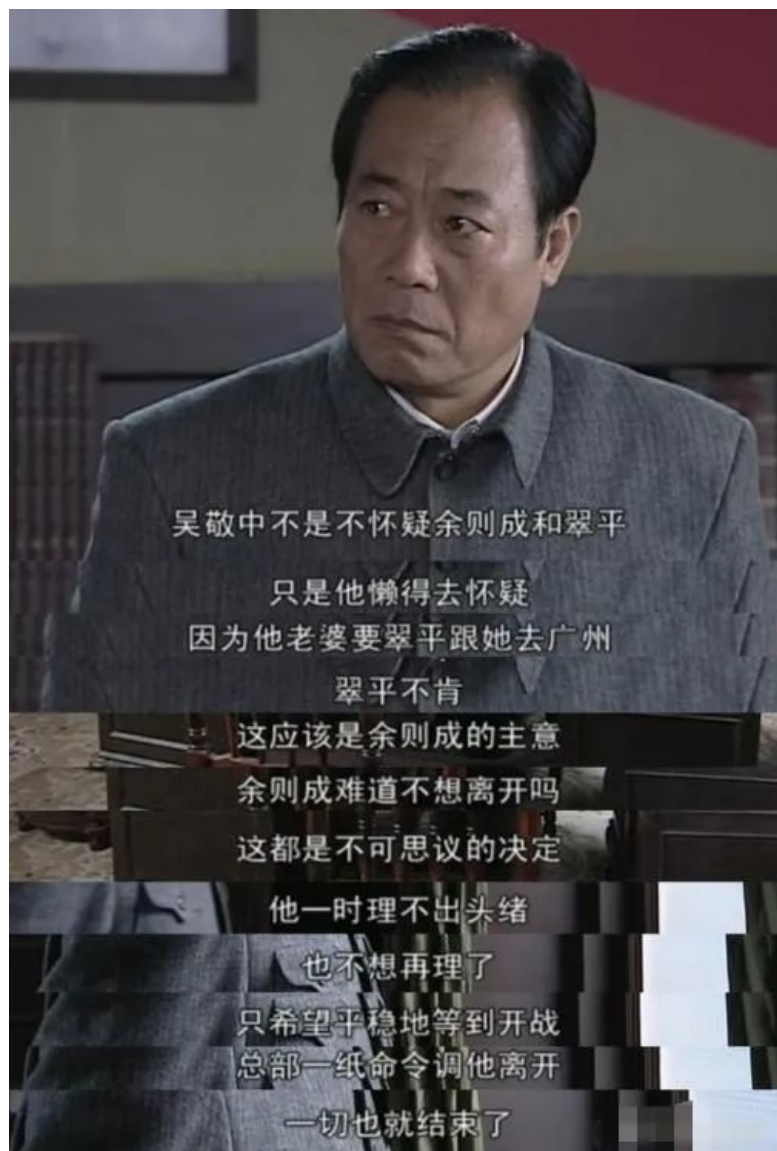 吴敬中不是不怀疑余则成和翠平
只是他懒得去怀疑
因为他老婆要翠平跟她去广州
翠平不肯
这应该是余则成的主意
余则成难道不想离开吗
这都是不可思议的决定
他一时理不出头绪
也不想再理了
只希望平稳地等到开战
总部一纸命令调他离开
一切也就结束了